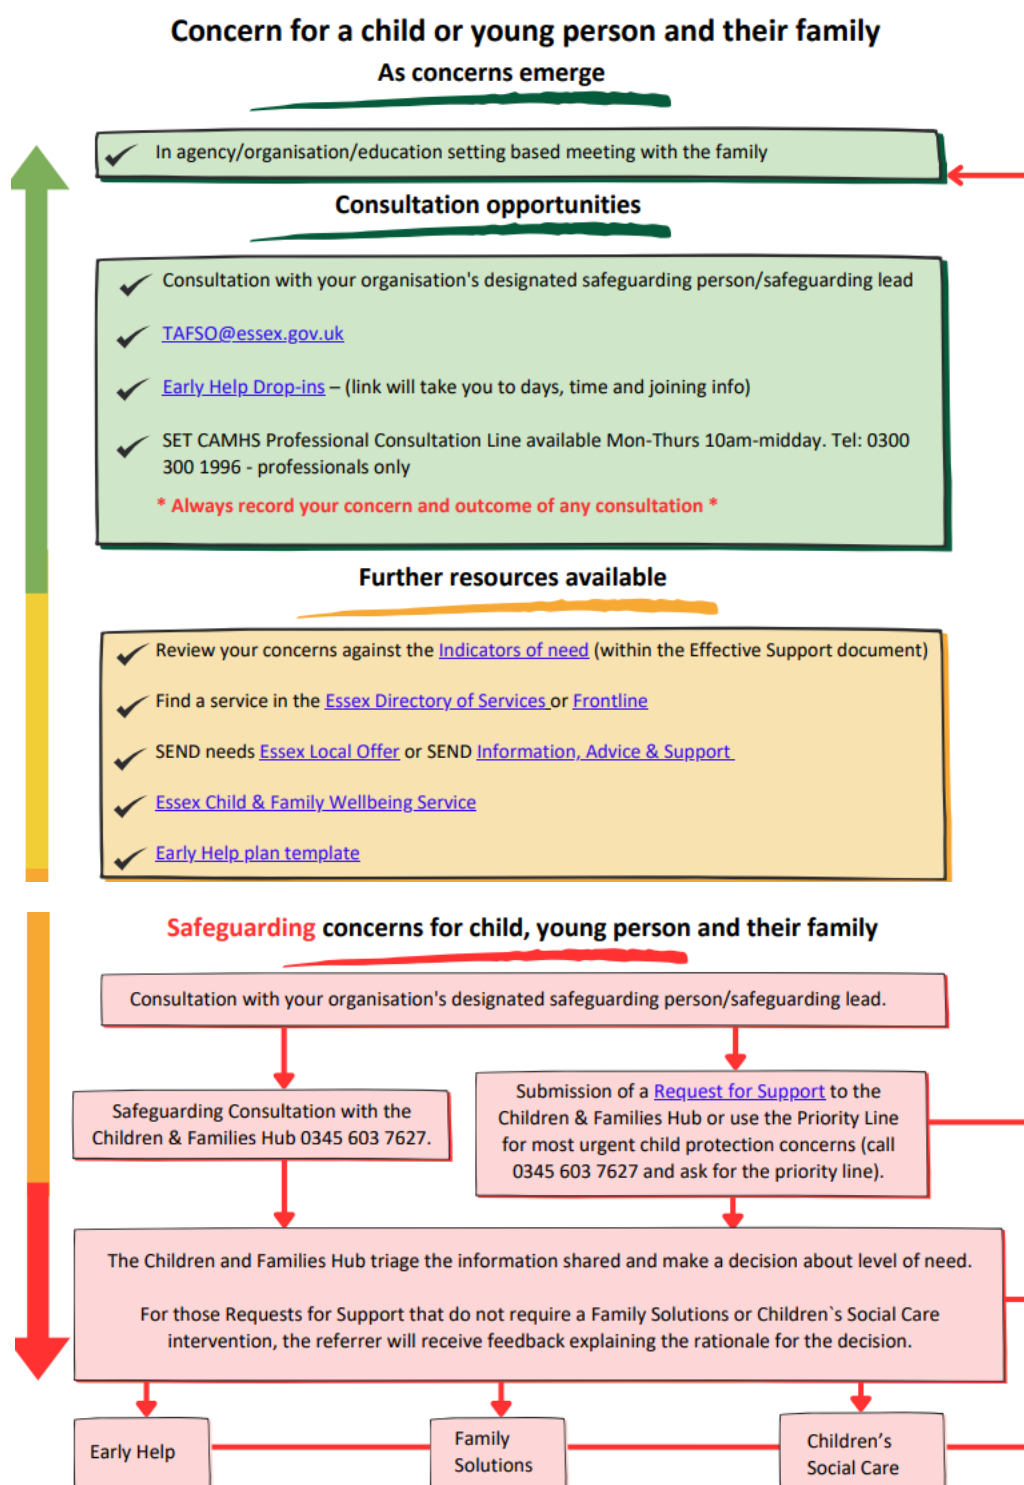 Concern for a child or young person and their family
As concerns emerge
In agency/organisation/education setting based meeting with the family
Consultation opportunities
Consultation with your organisation's designated safeguarding person/safeguarding lead
TAFSO@essex.gov.uk
Early Help Drop-ins – (link will take you to days, time and joining info)
SET CAMHS Professional Consultation Line available Mon-Thurs 10am-midday. Tel: 0300
300 1996 - professionals only
* Always record your concern and outcome of any consultation *
Further resources available
Review your concerns against the Indicators of need (within the Effective Support document)
Find a service in the Essex Directory of Services or Frontline
SEND needs Essex Local Offer or SEND Information, Advice & Support
Essex Child & Family Wellbeing Service
Early Help plan template
Safeguarding concerns for child, young person and their family
Consultation with your organisation's designated safeguarding person/safeguarding lead.
Safeguarding Consultation with the
Children & Families Hub 0345 603 7627.
Submission of a Request for Support to the
Children & Families Hub or use the Priority Line
for most urgent child protection concerns (call
0345 603 7627 and ask for the priority line).
The Children and Families Hub triage the information shared and make a decision about level of need.
For those Requests for Support that do not require a Family Solutions or Children`s Social Care
intervention, the referrer will receive feedback explaining the rationale for the decision.
Early Help
Family
Solutions
Children’s
Social Care